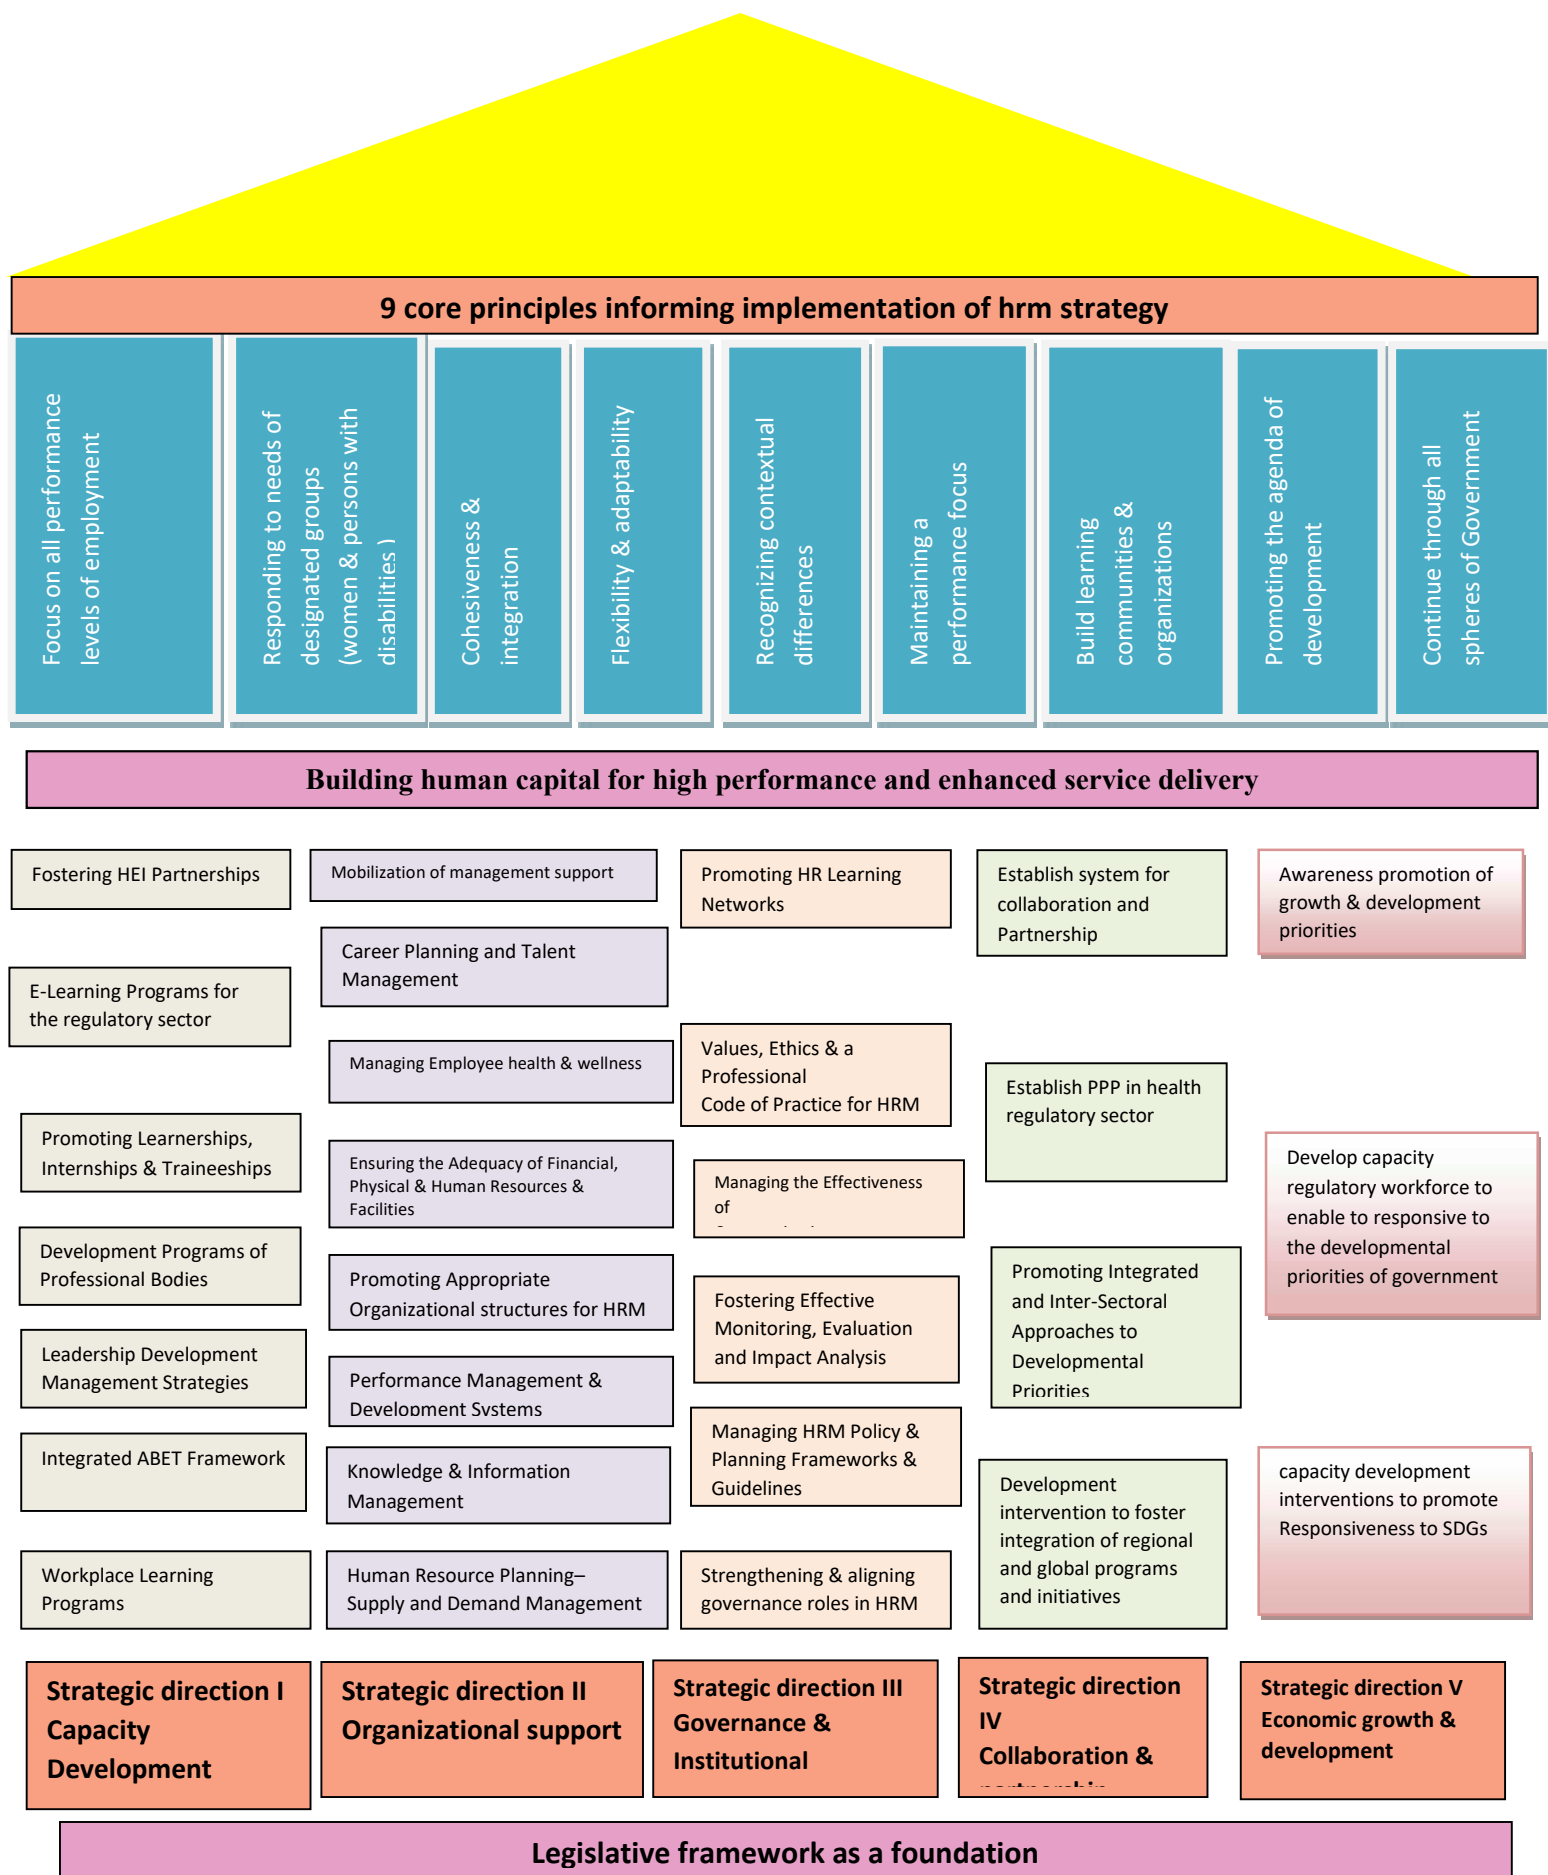 9 core principles informing implementation of hrm strategy
Focus on all performance
levels of employment
Responding to needs of
designated groups
(women & persons with
disabilities )
Cohesiveness &
integration
Flexibility & adaptability
Recognizing contextual
differences
Maintaining a
performance focus
Build learning
communities &
organizations
Promoting the agenda of
development
Continue through all
spheres of Government
Building human capital for high performance and enhanced service delivery
Fostering HEI Partnerships
E-Learning Programs for
the regulatory sector
Promoting Learnerships,
Internships & Traineeships
Development Programs of
Professional Bodies
Leadership Development
Management Strategies
Integrated ABET Framework
Workplace Learning
Programs
Strategic direction I
Capacity
Development
Mobilization of management support
Career Planning and Talent
Management
Managing Employee health & wellness
Ensuring the Adequacy of Financial,
Physical & Human Resources &
Facilities
Promoting Appropriate
Organizational structures for HRM
Performance Management &
Development Systems
Knowledge & Information
Management
Human Resource Planning–
Supply and Demand Management
Strategic direction II
Organizational support
Promoting HR Learning
Networks
Values, Ethics & a
Professional
Code of Practice for HRM
Managing the Effectiveness
of
Fostering Effective
Monitoring, Evaluation
and Impact Analysis
Managing HRM Policy &
Planning Frameworks &
Guidelines
Strengthening & aligning
governance roles in HRM
Strategic direction III
Governance &
Institutional
Establish system for
collaboration and
Partnership
Establish PPP in health
regulatory sector
Promoting Integrated
and Inter-Sectoral
Approaches to
Developmental
Priorities
Development
intervention to foster
integration of regional
and global programs
and initiatives
Strategic direction
IV
Collaboration &
Awareness promotion of
growth & development
priorities
Develop capacity
regulatory workforce to
enable to responsive to
the developmental
priorities of government
capacity development
interventions to promote
Responsiveness to SDGs
Strategic direction V
Economic growth &
development
Legislative framework as a foundation